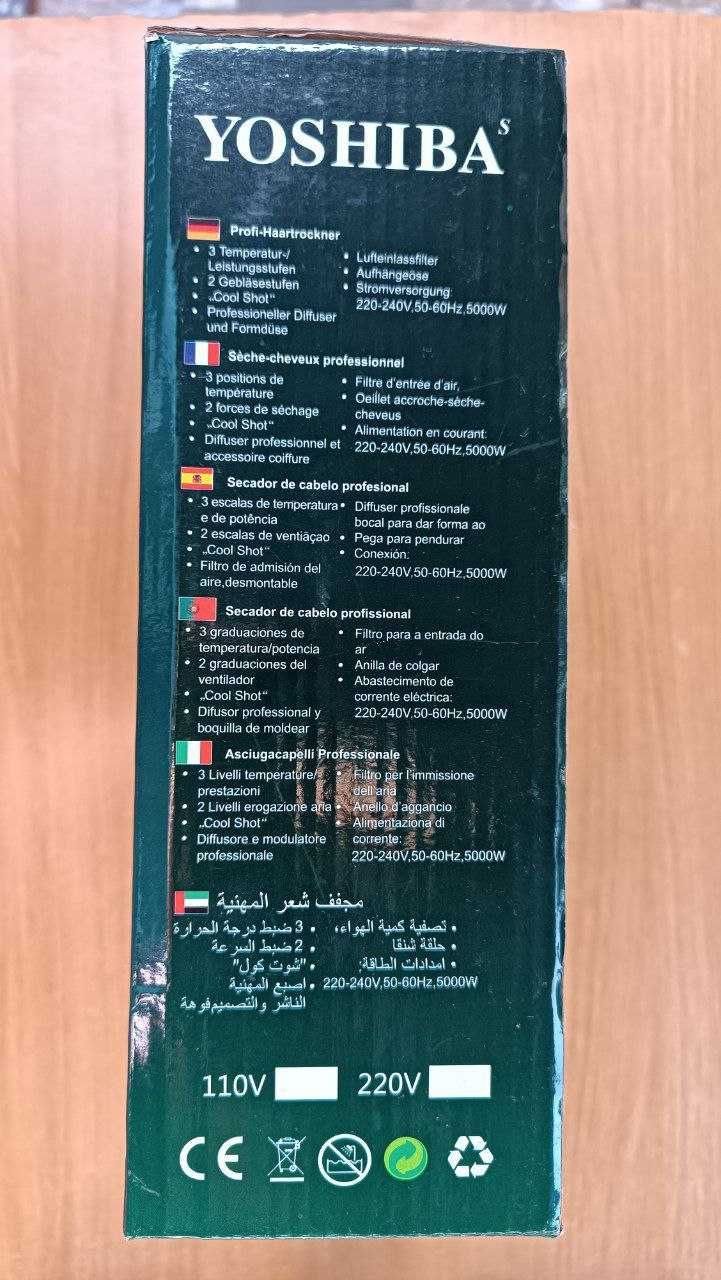 YOSHIBA S
Profi-Haartrockner
• 3 Temperatur-/
Leistungsstufen
• 2 Gebläsestufen
• „Cool Shot“
• Professioneller Diffuser
und Formdüse
• Lufteinlassfilter
• Aufhängeöse
• Stromversorgung:
220-240V,50-60Hz,5000W
Sèche-cheveux professionnel
• 3 positions de
température
• 2 forces de séchage
• „Cool Shot“
• Diffuser professionnel et
accessoire coiffure
• Filtre d'entrée d'air,
• Oeillet accroche-sèche-
cheveus
• Alimentation en courant:
220-240V,50-60Hz,5000W
Secador de cabelo profesional
• 3 escalas de temperatura
e de potência
• 2 escalas de ventiãçao
• „Cool Shot“
• Filtro de admisión del
aire,desmontable
• Diffuser profissionale
bocal para dar forma ao
• Pega para pendurar
• Conexión:
220-240V,50-60Hz,5000W
Secador de cabelo profissional
• 3 graduaciones de
temperatura/potencia
• 2 graduaciones del
ventilador
• „Cool Shot“
• Difusor professional y
boquilla de moldear
• Filtro para a entrada do
ar
• Anilla de colgar
• Abastecimento de
corrente eléctrica:
220-240V,50-60Hz,5000W
Asciugacapelli Professionale
• 3 Livelli temperature/
prestazioni
• 2 Livelli erogazione aria
• „Cool Shot“
• Diffusore e modulatore
professionale
• Filtro per l'immissione
dell'aria
• Anello d'aggancio
• Alimentaziona di
corrente:
220-240V,50-60Hz,5000W
مجفف شعر المهنية
• 3 ضبط درجة الحرارة
• 2 ضبط السرعة
• "شوت كول"
• اصبع المهنية
الناشر والتصميم‌فوهة
• تصفية كمية الهواء،
• حلقة شنقا
• امدادات الطاقة:
220-240V,50-60Hz,5000W
110V 220V
CE